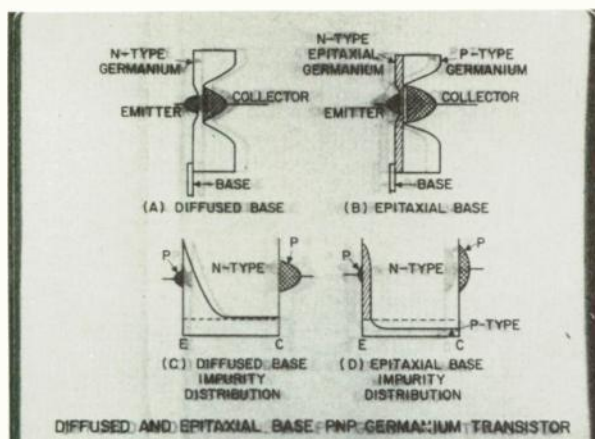 N-TYPE
GERMANIUM
EMITTER
COLLECTOR
BASE
(A) DIFFUSED BASE
N-TYPE
EPITAXIAL
GERMANIUM
P-TYPE
GERMANIUM
EMITTER
COLLECTOR
BASE
(B) EPITAXIAL BASE
P
N-TYPE
P
E
C
(C) DIFFUSED BASE
IMPURITY
DISTRIBUTION
P
N-TYPE
P
P-TYPE
E
C
(D) EPITAXIAL BASE
IMPURITY
DISTRIBUTION
DIFFUSED AND EPITAXIAL BASE PNP GERMANIUM TRANSISTOR